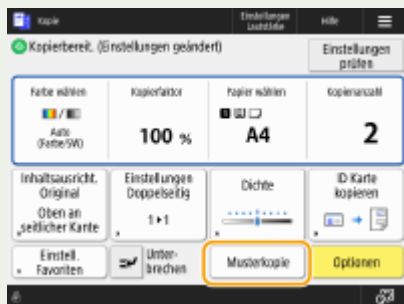 Kopie
Einstellungen
Lautstärke
Hilfe
Kopierbereit. (Einstellungen geändert)
Einstellungen
prüfen
Farbe wählen
Kopierfaktor
Papier wählen
Kopienanzahl
Auto
(Farbe/SW)
100 %
A4
2
Inhaltsausricht.
Original
Oben an
seitlicher Kante
Einstellungen
Doppelseitig
1▸1
Dichte
ID Karte
kopieren
Einstell.
Favoriten
Unter-
brechen
Musterkopie
Optionen